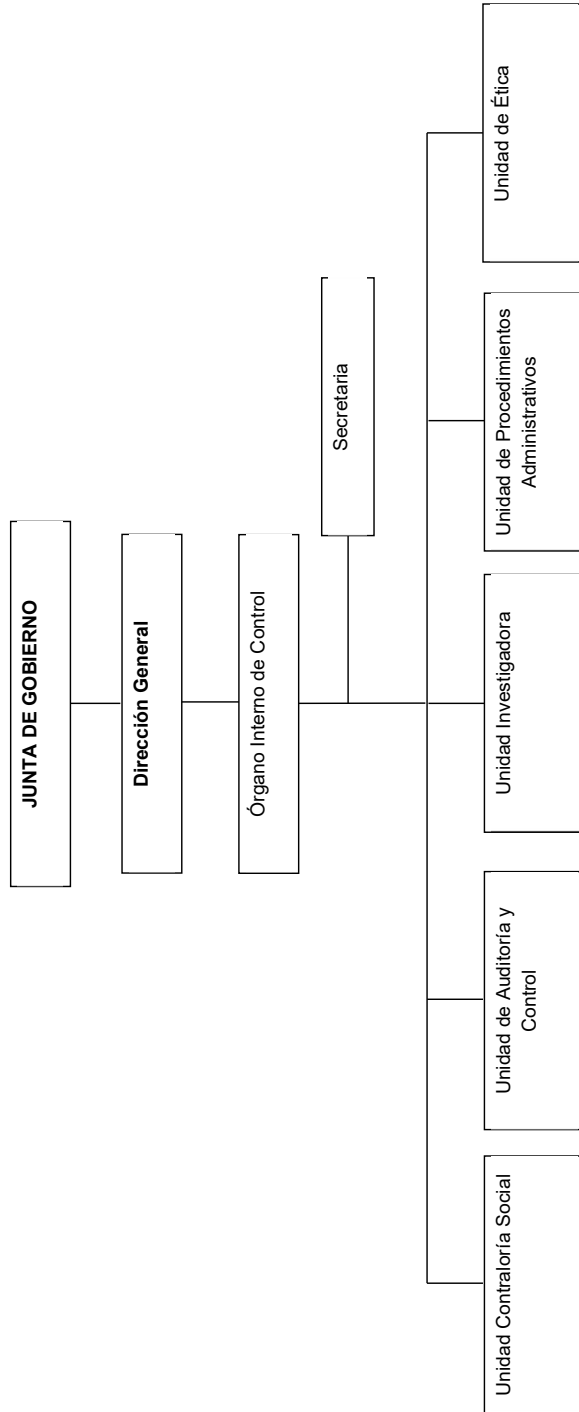 JUNTA DE GOBIERNO
Dirección General
Órgano Interno de Control
Secretaria
Unidad Contraloría Social
Unidad de Auditoría y
Control
Unidad Investigadora
Unidad de Procedimientos
Administrativos
Unidad de Ética